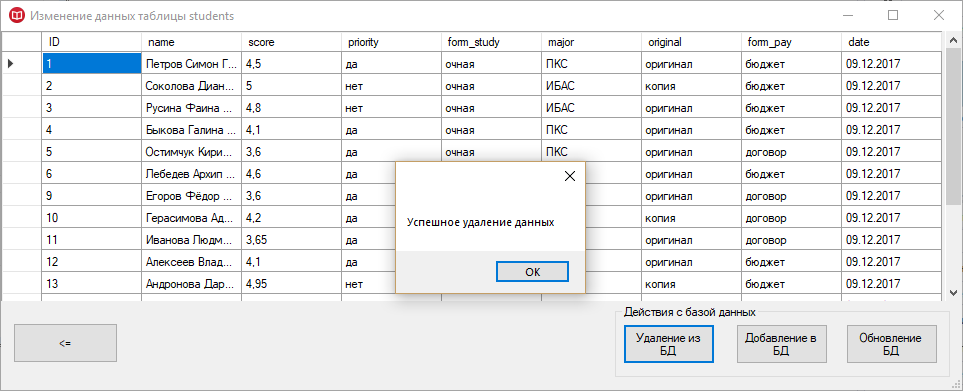 Изменение данных таблицы students
ID name score priority form_study major original form_pay date
1 Петров Симон Г... 4,5 да очная ПКС оригинал бюджет 09.12.2017
2 Соколова Диан... 5 нет очная ИБАС копия бюджет 09.12.2017
3 Русина Фаина ... 4,8 нет очная ИБАС оригинал бюджет 09.12.2017
4 Быкова Галина ... 4,1 да очная ПКС оригинал бюджет 09.12.2017
5 Остимчук Кири... 3,6 да очная ПКС оригинал договор 09.12.2017
6 Лебедев Архип ... 4,6 да оригинал бюджет 09.12.2017
9 Егоров Фёдор ... 3,6 да оригинал договор 09.12.2017
10 Герасимова Ад... 4,2 да копия договор 09.12.2017
11 Иванова Людм... 3,65 да оригинал договор 09.12.2017
12 Алексеев Влад... 4,1 да оригинал бюджет 09.12.2017
13 Андронова Дар... 4,95 нет копия бюджет 09.12.2017
Успешное удаление данных
OK
Действия с базой данных
<=
Удаление из
БД
Добавление в
БД
Обновление
БД